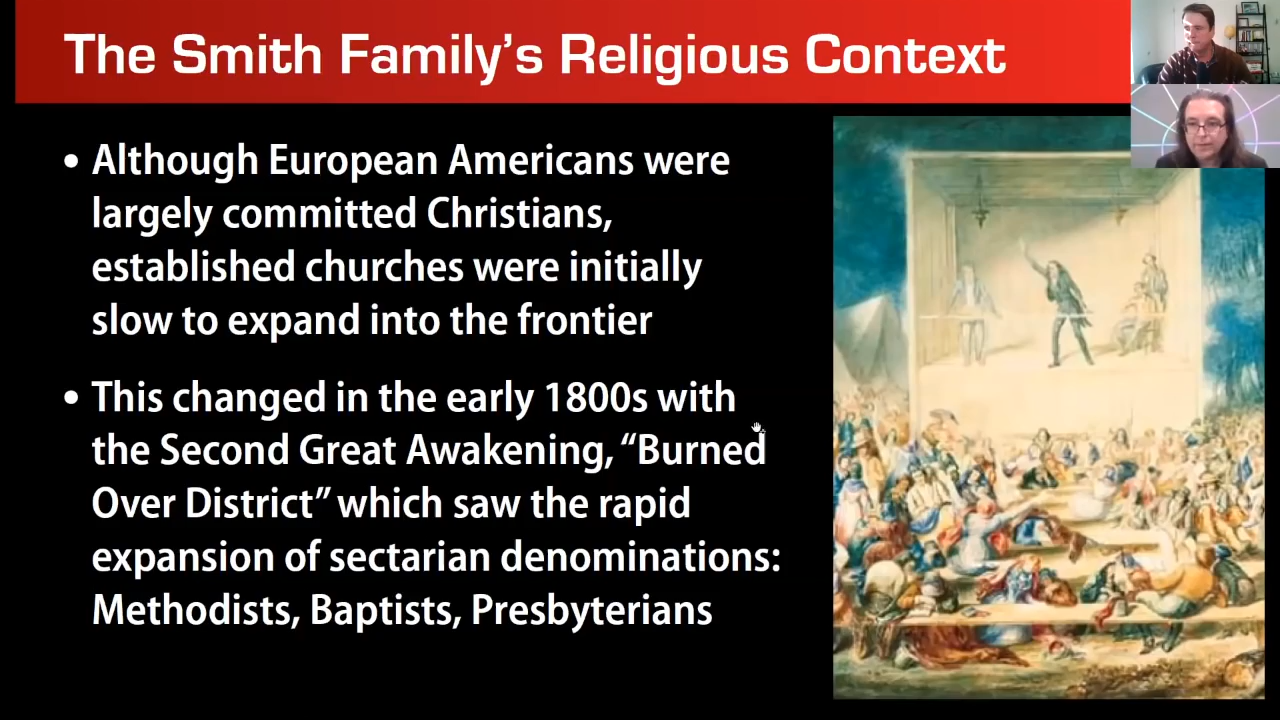 The Smith Family’s Religious Context
• Although European Americans were
largely committed Christians,
established churches were initially
slow to expand into the frontier
• This changed in the early 1800s with
the Second Great Awakening, “Burned
Over District” which saw the rapid
expansion of sectarian denominations:
Methodists, Baptists, Presbyterians